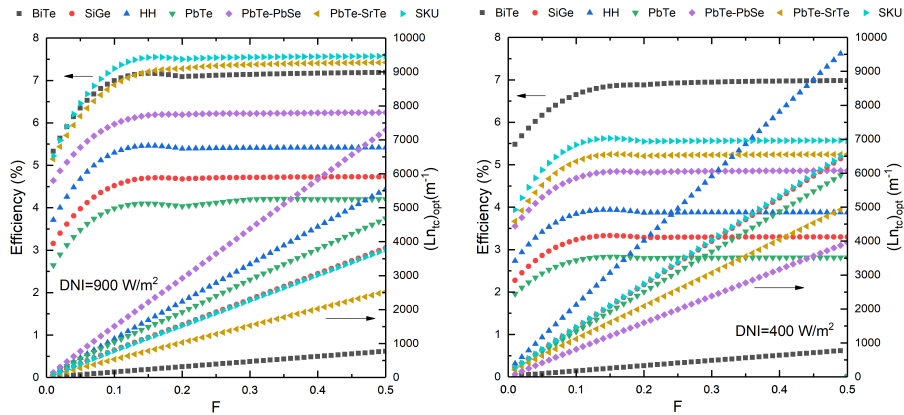 BiTe SiGe HH PbTe PbTe-PbSe PbTe-SrTe SKU
8 7 6 5 4 3 2 1 0
Efficiency (%)
10000 9000 8000 7000 6000 5000 4000 3000 2000 1000 0
(Ln_tc)_opt(m⁻¹)
DNI=900 W/m²
0.0 0.1 0.2 0.3 0.4 0.5
F
BiTe SiGe HH PbTe PbTe-PbSe PbTe-SrTe SKU
8 7 6 5 4 3 2 1 0
Efficiency (%)
10000 9000 8000 7000 6000 5000 4000 3000 2000 1000 0
(Ln_tc)_opt(m⁻¹)
DNI=400 W/m²
0.0 0.1 0.2 0.3 0.4 0.5
F